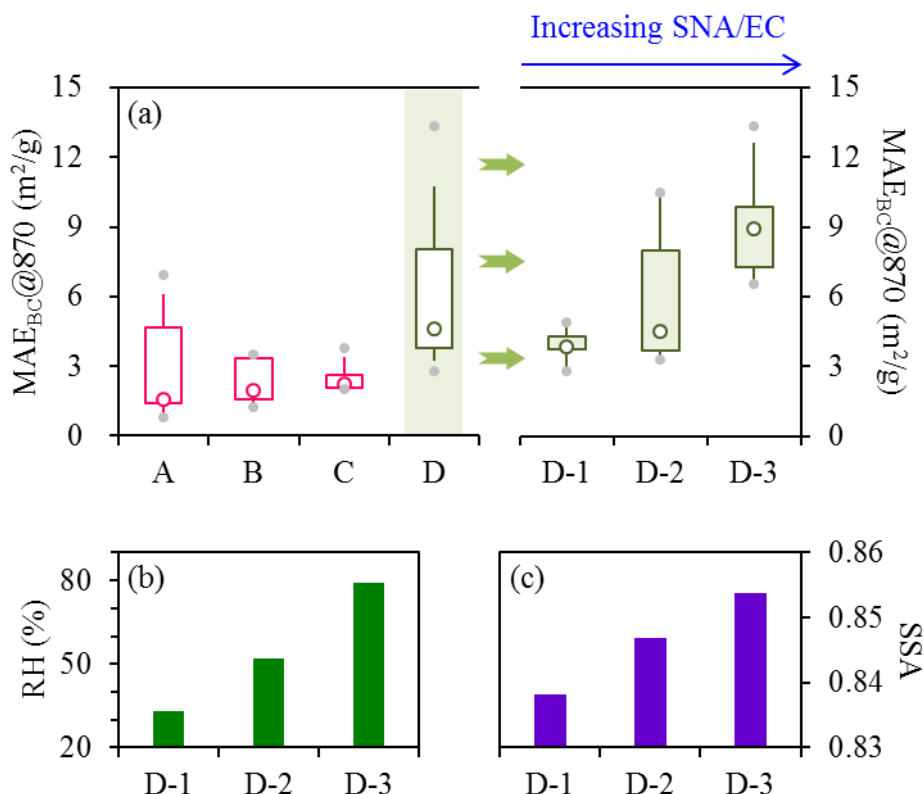 Increasing SNA/EC
(a)
MAEBC@870 (m²/g)
15
12
9
6
3
0
A B C D
D-1 D-2 D-3
15
12
9
6
3
0
MAEBC@870 (m²/g)
(b)
RH (%)
80
50
20
D-1 D-2 D-3
(c)
0.86
0.85
0.84
0.83
SSA
D-1 D-2 D-3